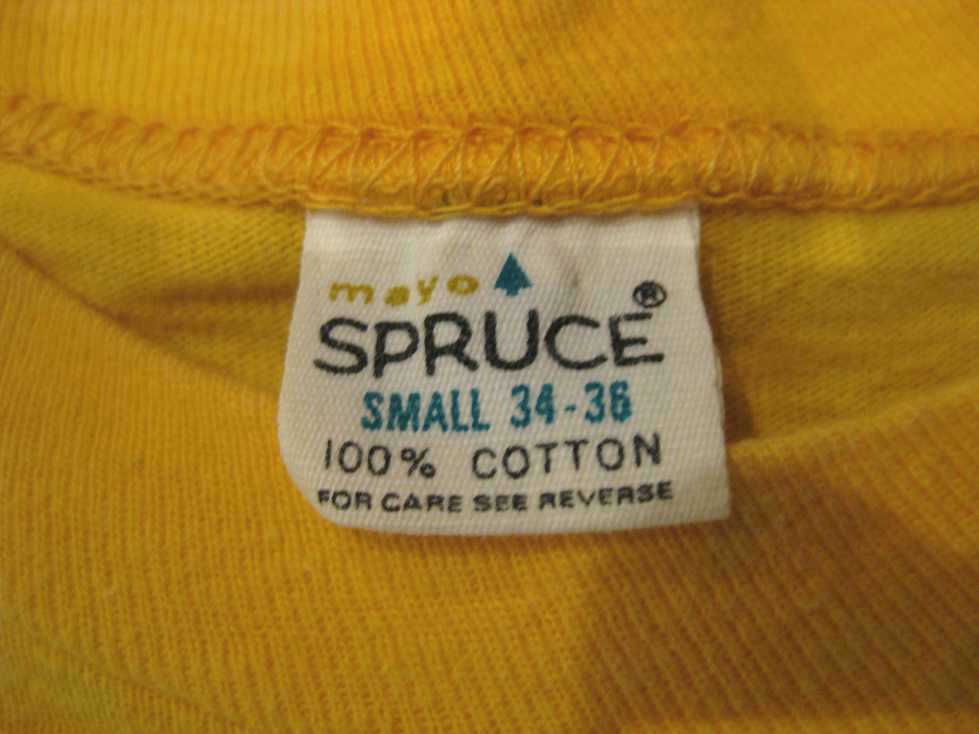 mayo
SPRUCE®
SMALL 34-36
100% COTTON
FOR CARE SEE REVERSE